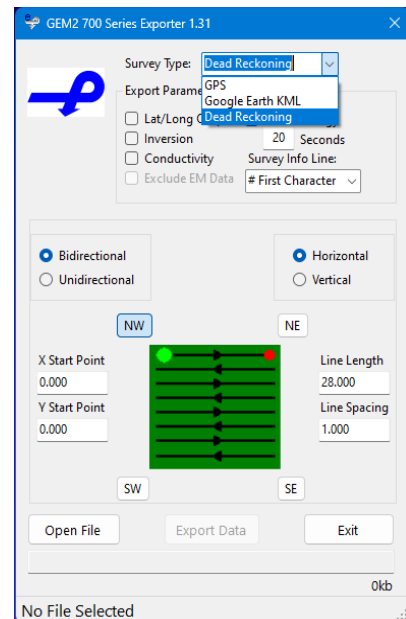 GEM2 700 Series Exporter 1.31
Survey Type: Dead Reckoning
GPS
Google Earth KML
Dead Reckoning
Export Parame
Lat/Long
Inversion
20 Seconds
Conductivity
Survey Info Line:
Exclude EM Data
# First Character
Bidirectional
Horizontal
Unidirectional
Vertical
NW
NE
X Start Point
Line Length
0.000
28.000
Y Start Point
Line Spacing
0.000
1.000
SW
SE
Open File
Export Data
Exit
0kb
No File Selected